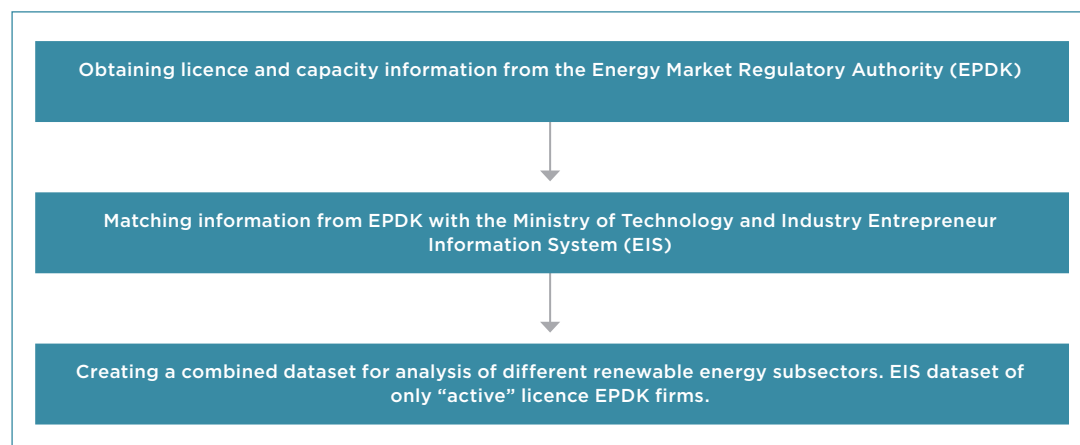 Obtaining licence and capacity information from the Energy Market Regulatory Authority (EPDK)
Matching information from EPDK with the Ministry of Technology and Industry Entrepreneur
Information System (EIS)
Creating a combined dataset for analysis of different renewable energy subsectors. EIS dataset of
only “active” licence EPDK firms.